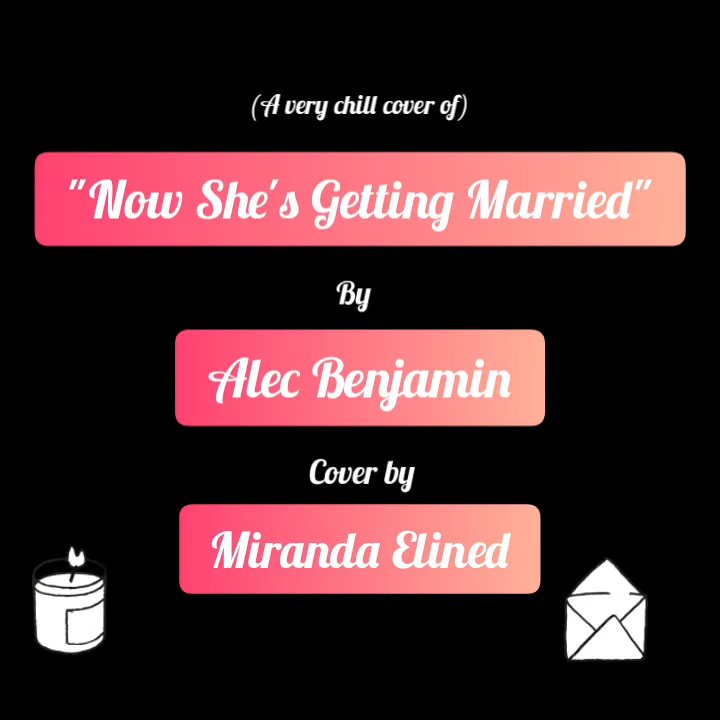 (A very chill cover of)
"Now She's Getting Married"
By
Alec Benjamin
Cover by
Miranda Elined